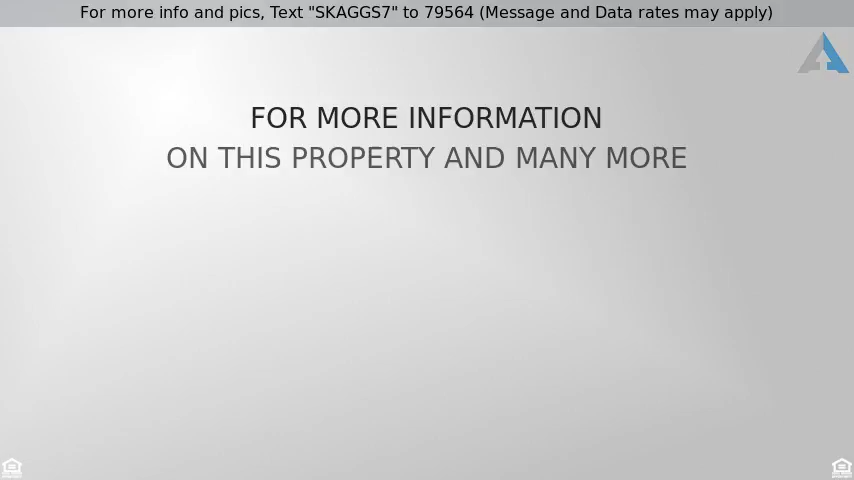 For more info and pics, Text "SKAGGS7" to 79564 (Message and Data rates may apply)
FOR MORE INFORMATION
ON THIS PROPERTY AND MANY MORE